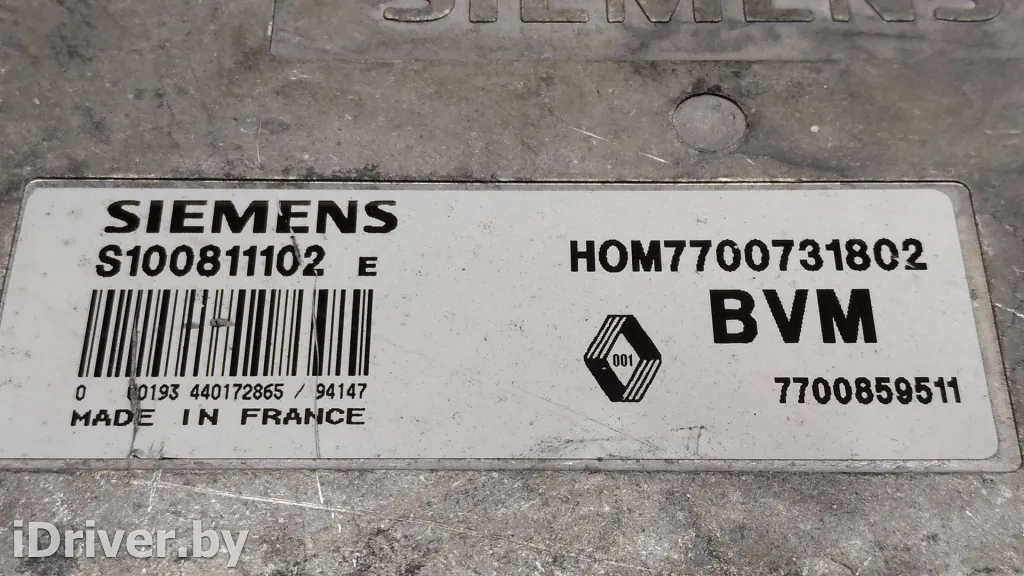 SIEMENS
SIEMENS
S100811102 E
0 00193 440172865 / 94147
MADE IN FRANCE
HOM7700731802
BVM
001
7700859511
iDriver.by